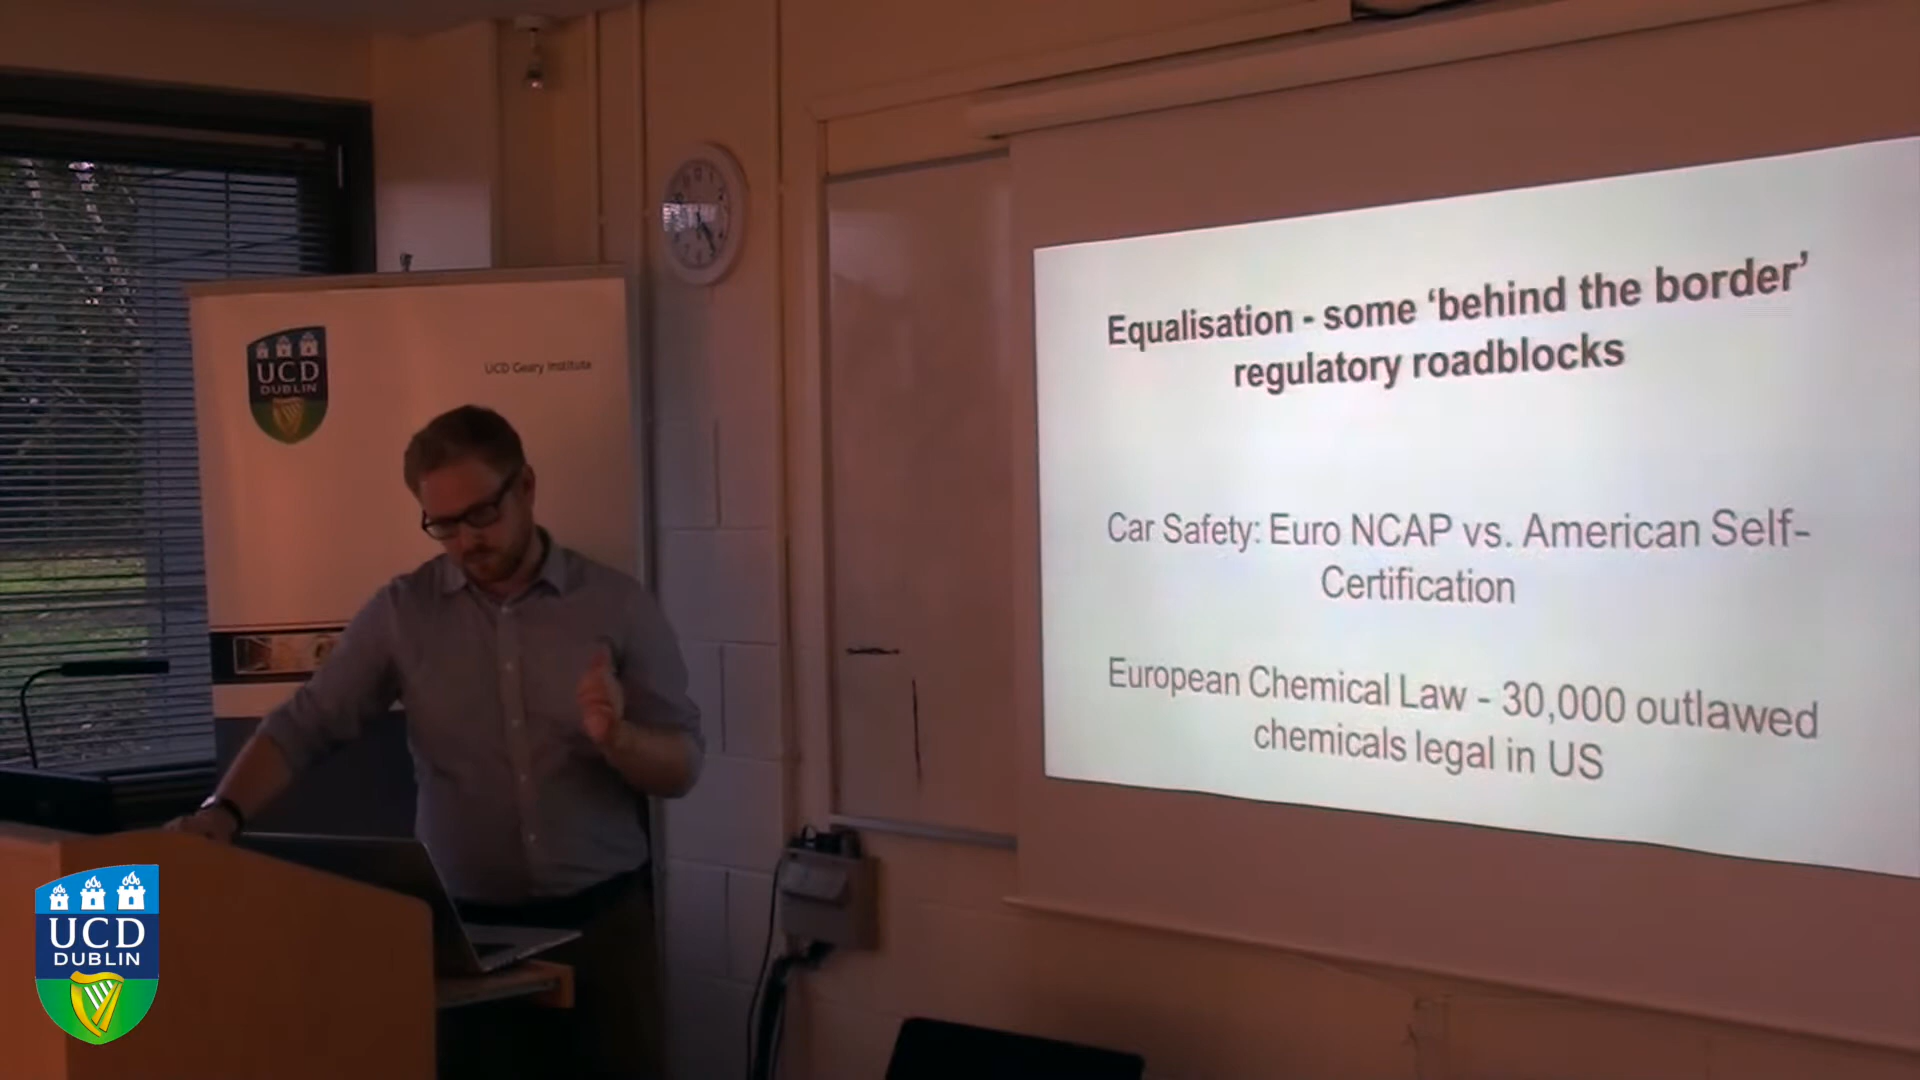 UCD
DUBLIN
UCD Geary Institute
Equalisation - some ‘behind the border’
regulatory roadblocks
Car Safety: Euro NCAP vs. American Self-
Certification
European Chemical Law - 30,000 outlawed
chemicals legal in US
UCD
DUBLIN